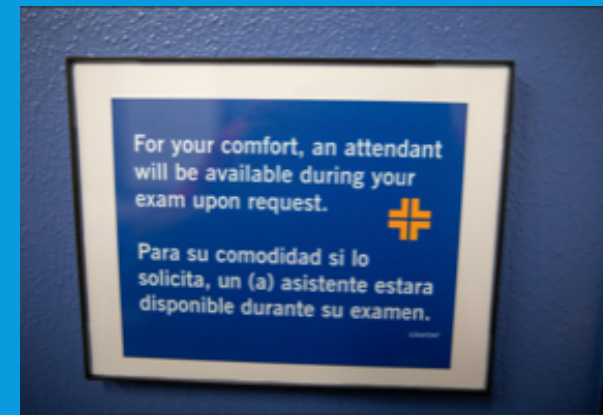 For your comfort, an attendant
will be available during your
exam upon request.
Para su comodidad si lo
solicita, un (a) asistente estara
disponible durante su examen.